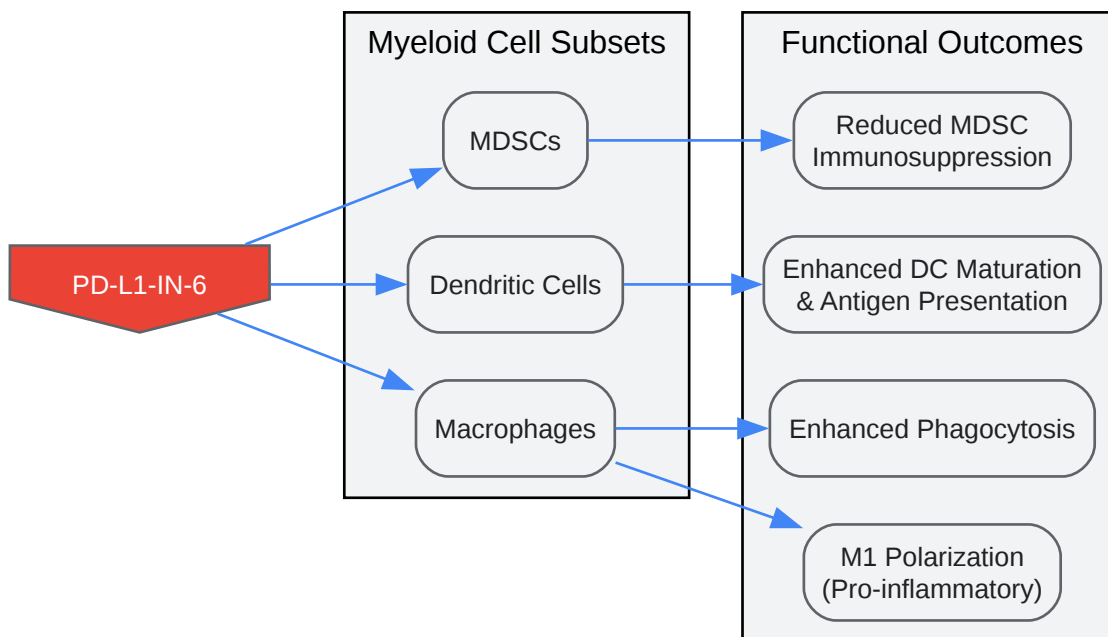 Myeloid Cell Subsets
Functional Outcomes
MDSCs
Reduced MDSC
Immunosuppression
PD-L1-IN-6
Dendritic Cells
Enhanced DC Maturation
& Antigen Presentation
Macrophages
Enhanced Phagocytosis
M1 Polarization
(Pro-inflammatory)